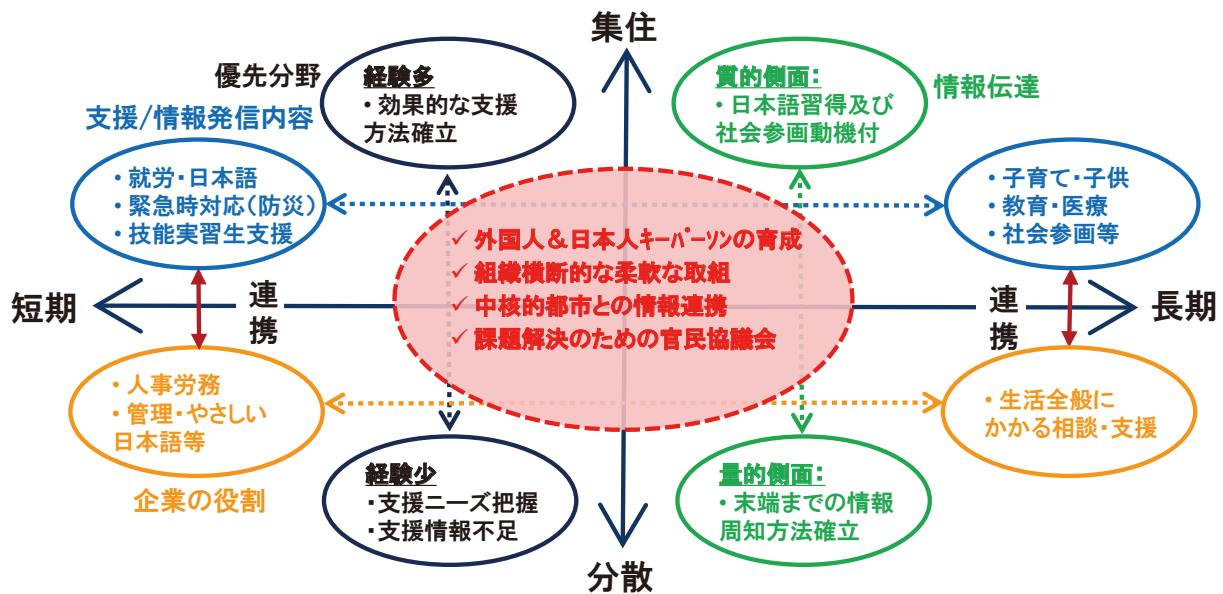 集住
優先分野
経験多
・効果的な支援
方法確立
質的側面：
・日本語習得及び
社会参画動機付
情報伝達
支援/情報発信内容
・就労・日本語
・緊急時対応（防災）
・技能実習生支援
・子育て・子供
・教育・医療
・社会参画等
✓ 外国人＆日本人ｷｰﾊﾟｰｿﾝの育成
✓ 組織横断的な柔軟な取組
✓ 中核的都市との情報連携
✓ 課題解決のための官民協議会
短期
連携
連携
長期
・人事労務
・管理・やさしい
日本語等
企業の役割
・生活全般に
かかる相談・支援
経験少
・支援ニーズ把握
・支援情報不足
量的側面：
・末端までの情報
周知方法確立
分散